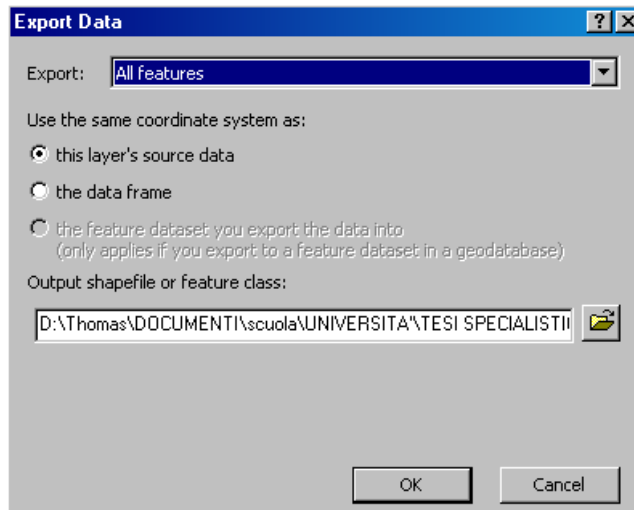 Export Data
Export: All features
Use the same coordinate system as:
this layer's source data
the data frame
the feature dataset you export the data into
(only applies if you export to a feature dataset in a geodatabase)
Output shapefile or feature class:
D:\Thomas\DOCUMENTI\scuola\UNIVERSITA'\TESI SPECIALISTI
OK Cancel